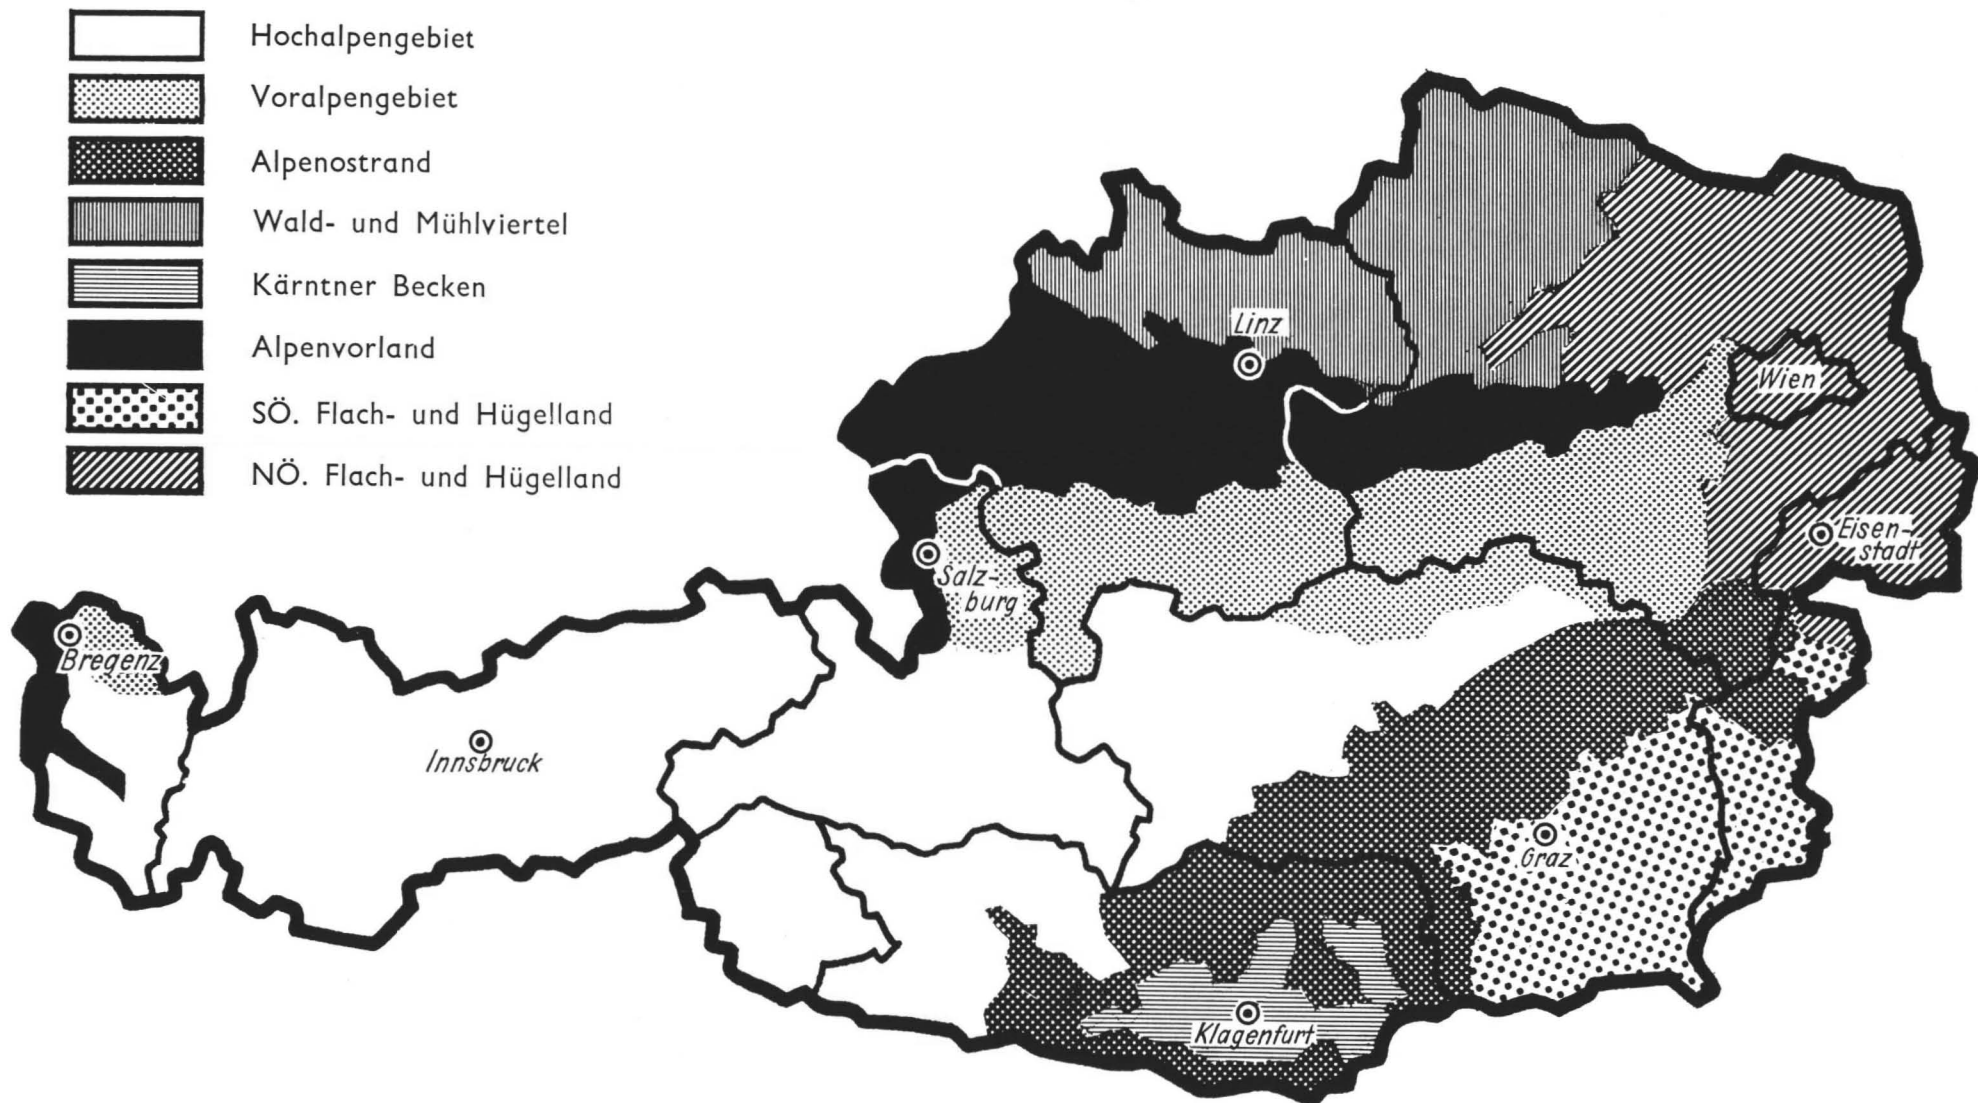 Hochalpengebiet
Voralpengebiet
Alpenostrand
Wald- und Mühlviertel
Kärntner Becken
Alpenvorland
SÖ. Flach- und Hügelland
NÖ. Flach- und Hügelland
Linz
Wien
Eisen-
stadt
Salz-
burg
Bregenz
Innsbruck
Graz
Klagenfurt